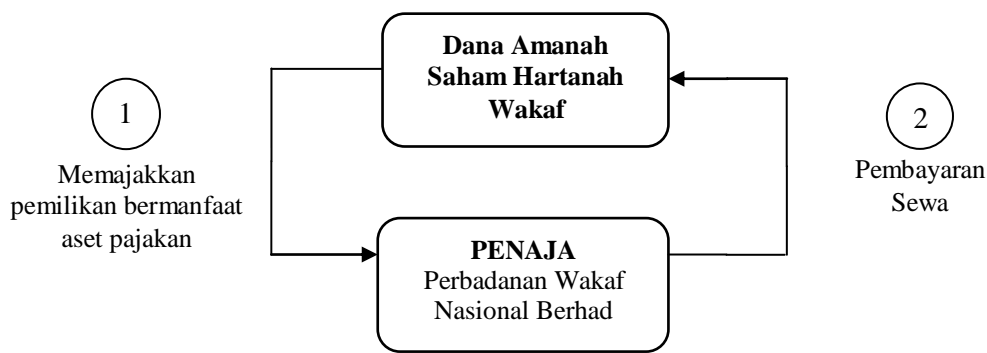 Dana Amanah
Saham Hartanah
Wakaf
1
Memajakkan
pemilikan bermanfaat
aset pajakan
2
Pembayaran
Sewa
PENAJA
Perbadanan Wakaf
Nasional Berhad